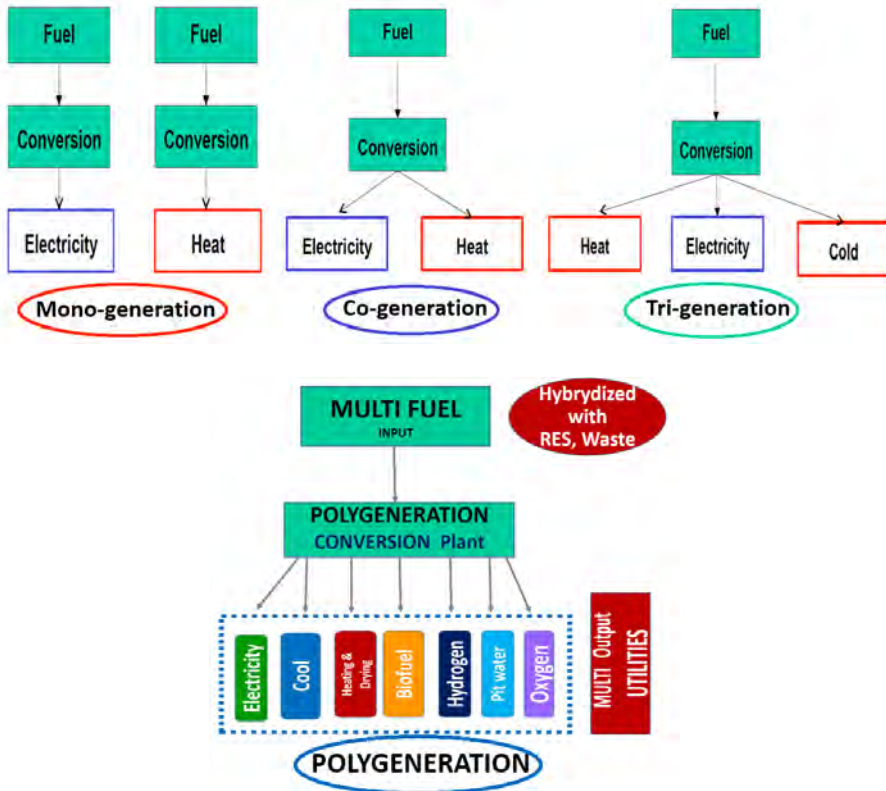 Fuel
Fuel
Fuel
Fuel
Conversion
Conversion
Conversion
Conversion
Electricity
Heat
Electricity
Heat
Heat
Electricity
Cold
Mono-generation
Co-generation
Tri-generation
MULTI FUEL
INPUT
Hybrydized
with
RES, Waste
POLYGENERATION
CONVERSION Plant
Electricity
Cool
Heating &
Drying
Biofuel
Hydrogen
Pit water
Oxygen
MULTI Output
UTILITIES
POLYGENERATION